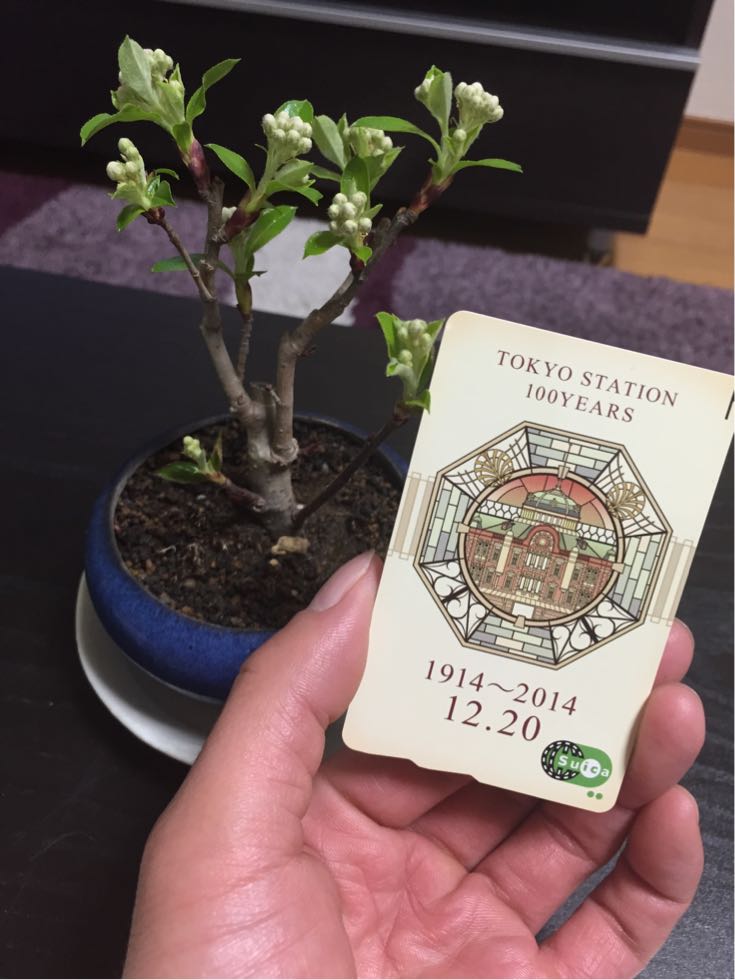 TOKYO STATION
100YEARS
1914～2014
12.20
Suica